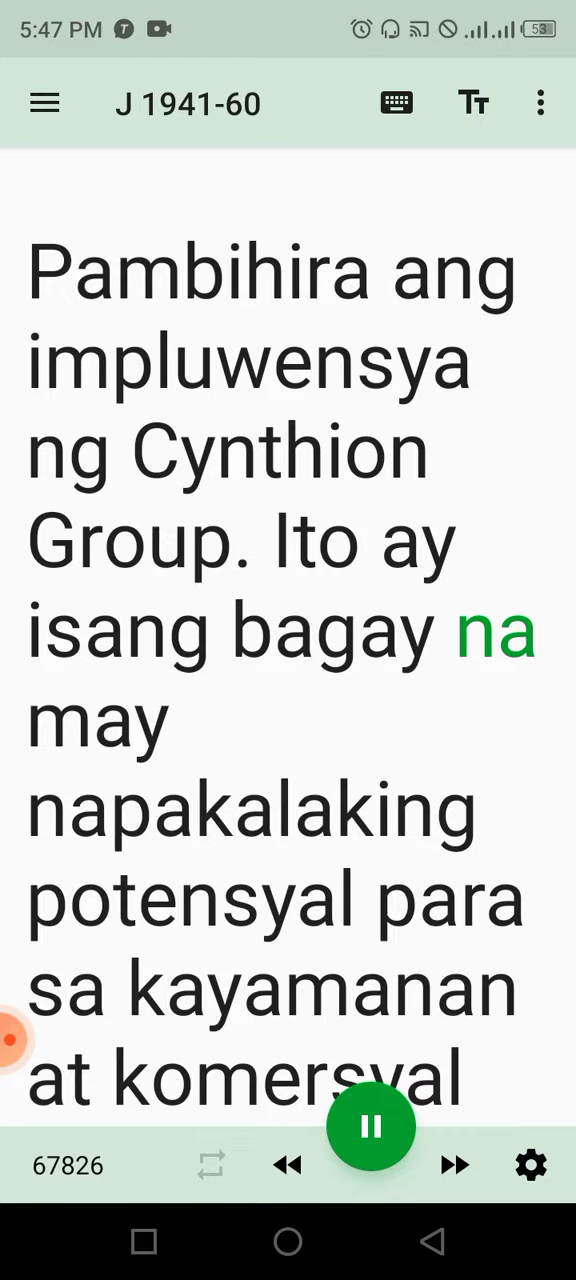 5:47 PM
53
J 1941-60
Pambihira ang
impluwensya
ng Cynthion
Group. Ito ay
isang bagay na
may
napakalaking
potensyal para
sa kayamanan
at komersyal
67826